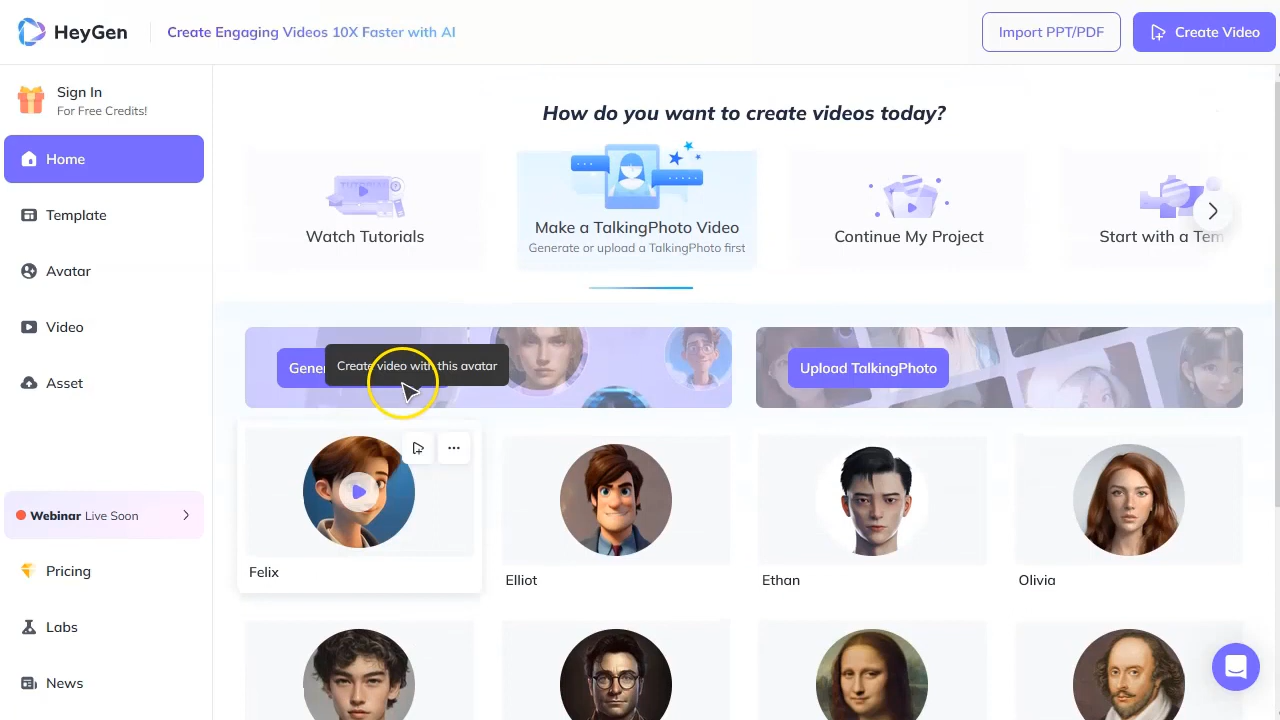 HeyGen
Create Engaging Videos 10X Faster with AI
Import PPT/PDF
Create Video
Sign In
For Free Credits!
Home
Template
Avatar
Video
Asset
Webinar Live Soon
Pricing
Labs
News
How do you want to create videos today?
Watch Tutorials
Make a TalkingPhoto Video
Generate or upload a TalkingPhoto first
Continue My Project
Start with a Tem
Gener
Create video with this avatar
Upload TalkingPhoto
Felix
Elliot
Ethan
Olivia